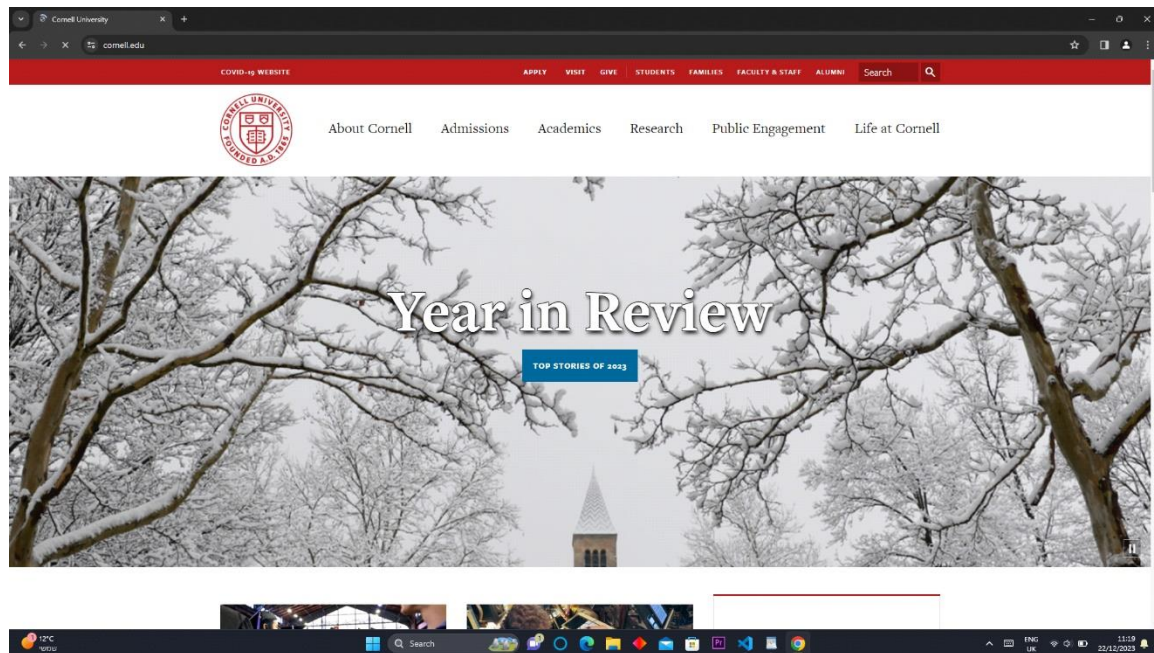 Cornell University
cornell.edu
COVID-19 WEBSITE
APPLY VISIT GIVE STUDENTS FAMILIES FACULTY & STAFF ALUMNI Search
CORNELL UNIVERSITY
FOUNDED A.D. 1865
About Cornell Admissions Academics Research Public Engagement Life at Cornell
Year in Review
TOP STORIES OF 2023
12°C
Search
Pr
ENG
UK
11:19
22/12/2023